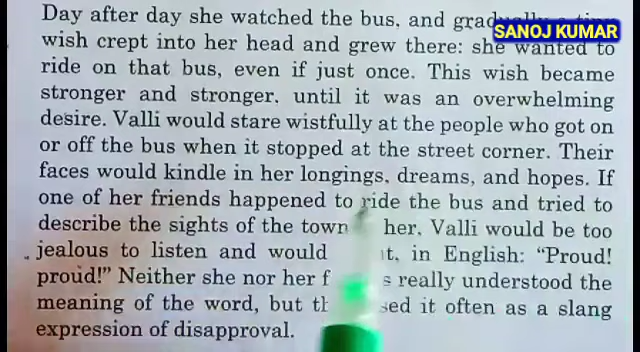 Day after day she watched the bus, and gradually a tiny
SANOJ KUMAR
wish crept into her head and grew there: she wanted to
ride on that bus, even if just once. This wish became
stronger and stronger, until it was an overwhelming
desire. Valli would stare wistfully at the people who got on
or off the bus when it stopped at the street corner. Their
faces would kindle in her longings, dreams, and hopes. If
one of her friends happened to ride the bus and tried to
describe the sights of the town her, Valli would be too
jealous to listen and would in English: “Proud!
proud!” Neither she nor her really understood the
meaning of the word, but it often as a slang
expression of disapproval.